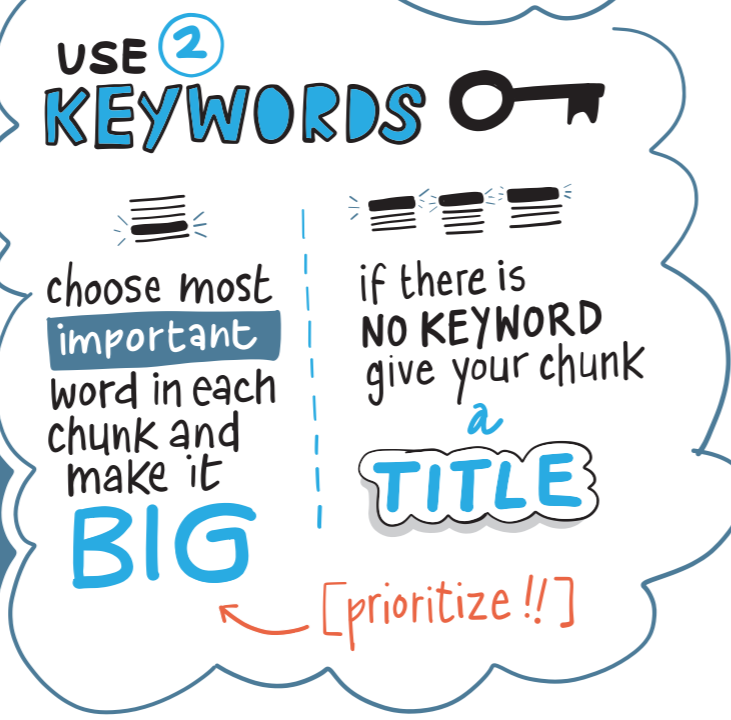 USE 2
KEYWORDS
choose most
important
word in each
chunk and
make it
BIG
if there is
NO KEYWORD
give your chunk
a
TITLE
[prioritize!!]